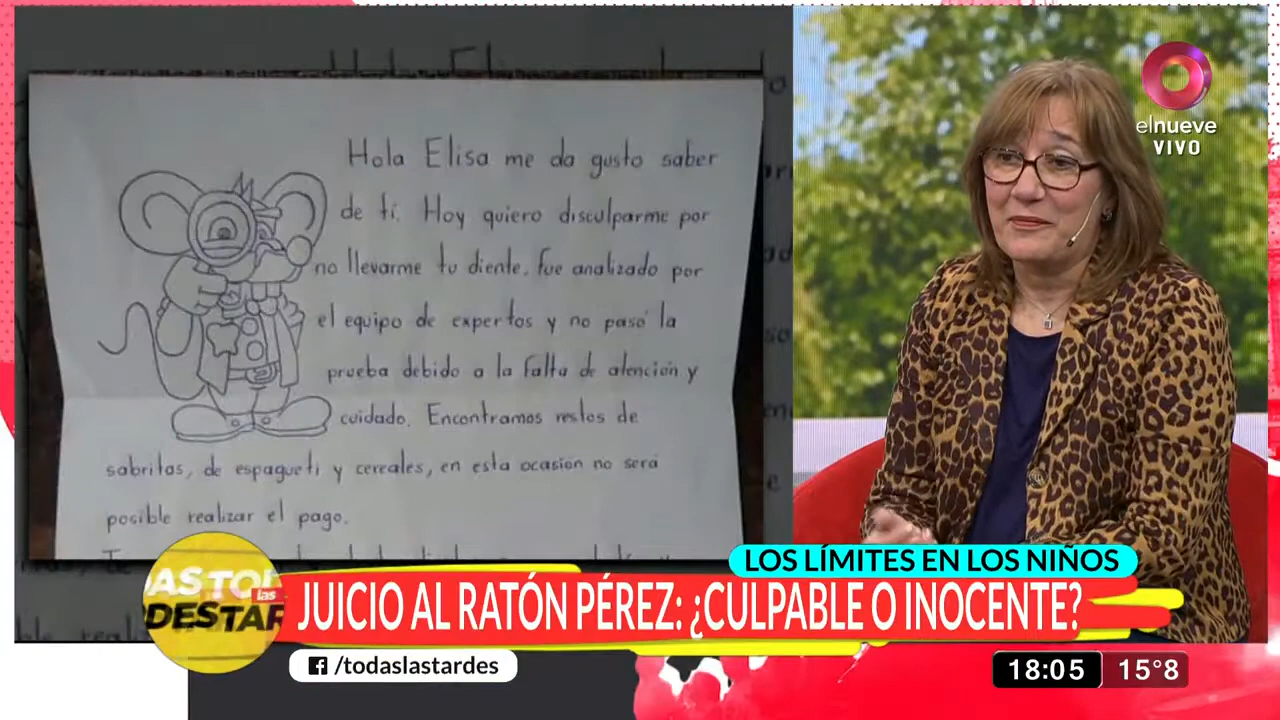 Hola Elisa me da gusto saber
de ti. Hoy quiero disculparme por
no llevarme tu diente. fue analizado por
el equipo de expertos y no pasó la
prueba debido a la falta de atención y
cuidado. Encontramos restos de
sabritas, de espagueti y cereales, en esta ocasión no será
posible realizar el pago.
elnueve
VIVO
LOS LÍMITES EN LOS NIÑOS
JUICIO AL RATÓN PÉREZ: ¿CULPABLE O INOCENTE?
las
/todaslastardes
18:05 15°8